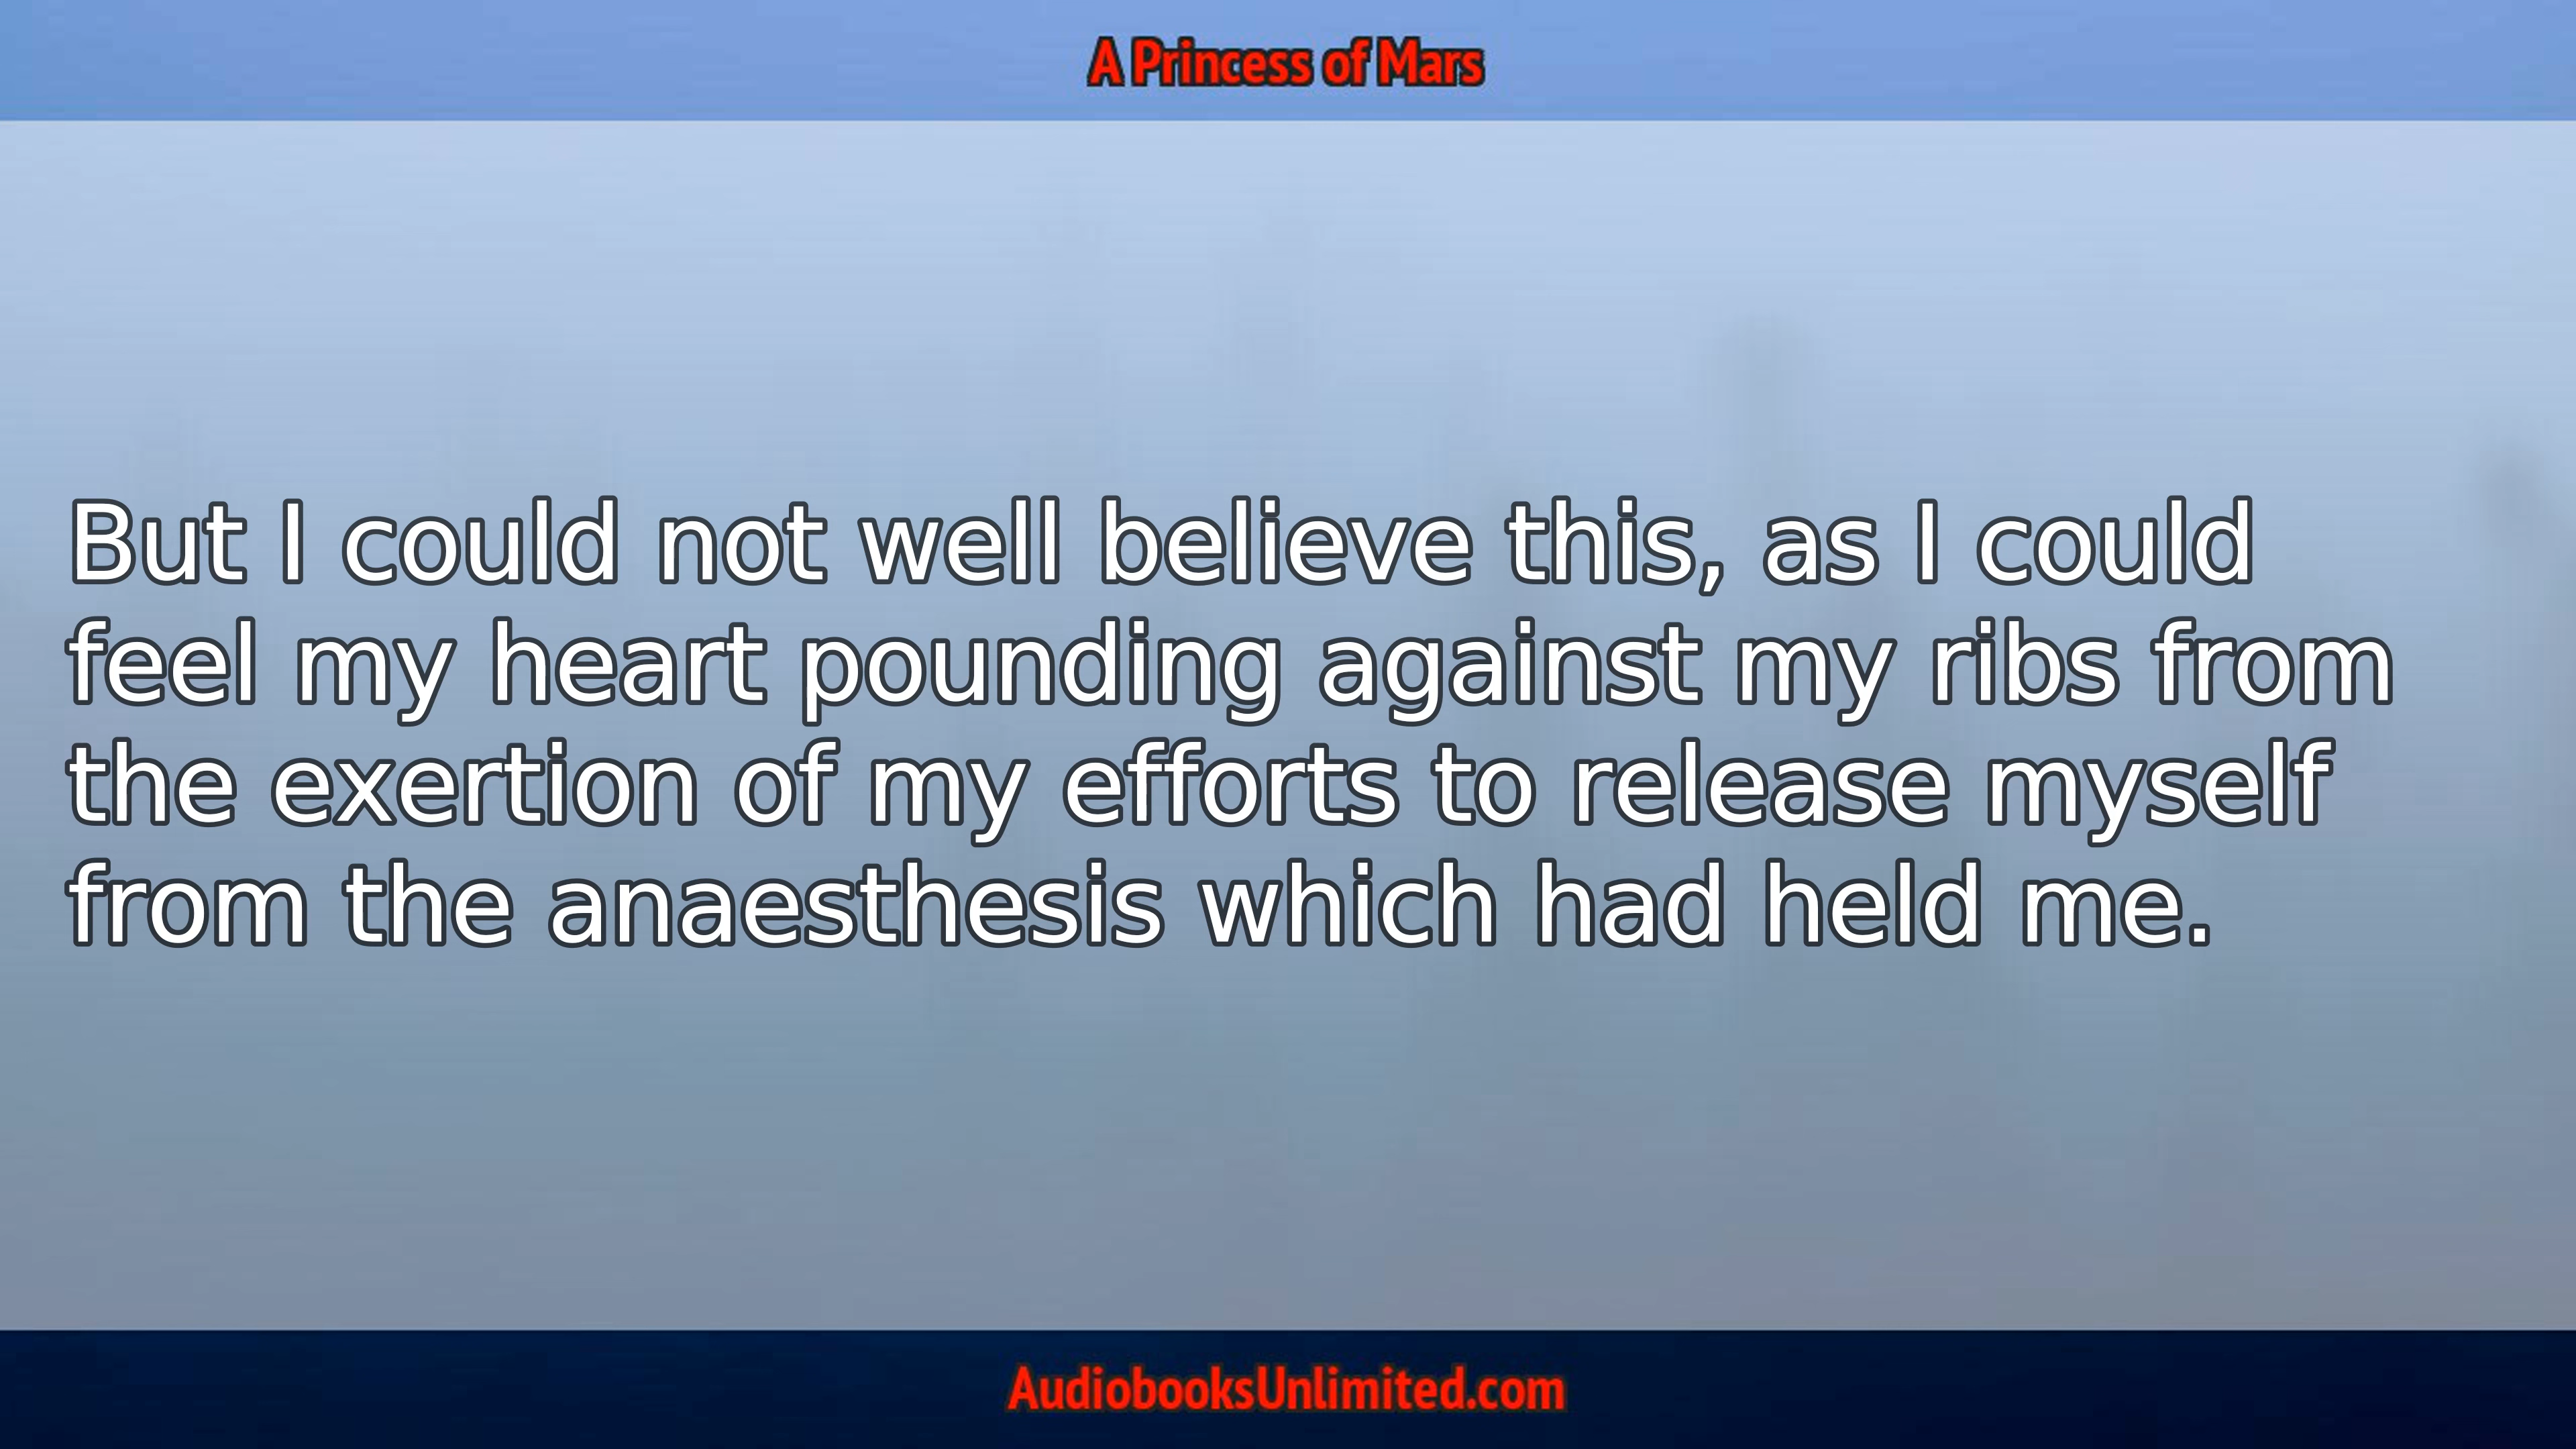 A Princess of Mars
But I could not well believe this, as I could
feel my heart pounding against my ribs from
the exertion of my efforts to release myself
from the anaesthesis which had held me.
AudiobooksUnlimited.com